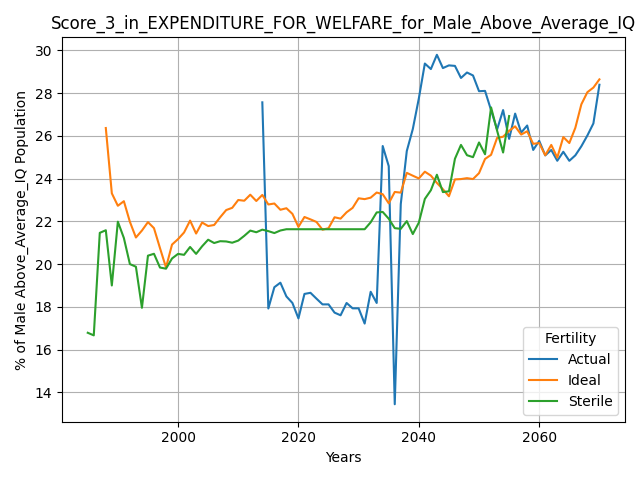 Score_3_in_EXPENDITURE_FOR_WELFARE_for_Male_Above_Average_IQ
% of Male Above_Average_IQ Population
30
28
26
24
22
20
18
16
14
2000
2020
2040
2060
Years
Fertility
Actual
Ideal
Sterile